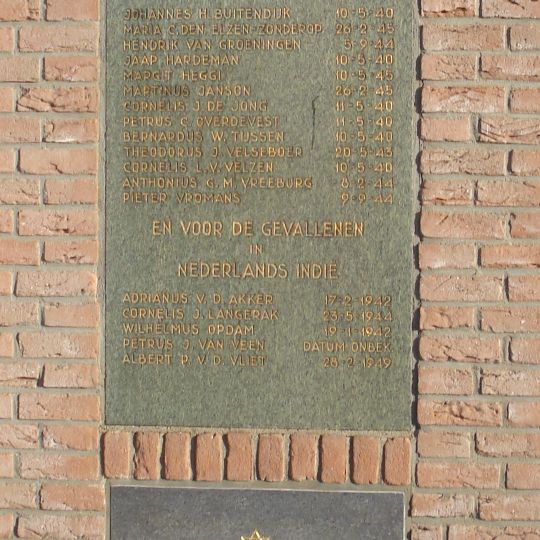 JOHANNES H. BUITENDIJK 10-5-40
MARIA C. DEN ELZEN-ZONDEROP 26-2-45
HENDRIK VAN GROENINGEN 5-9-44
JAAP HARDEMAN 10-5-40
MARGIT HEGGI 10-5-45
MARTINUS JANSON 26-2-45
CORNELIS J. DE JONG 11-5-40
PETRUS C. OVERDEVEST 11-5-40
BERNARDUS W. TIJSSEN 10-5-40
THEODORUS J. VELSEBOER 20-5-43
CORNELIS L.V. VELZEN 10-5-40
ANTHONIUS G.M. VREEBURG 8-2-44
PIETER VROMANS 9-9-44
EN VOOR DE GEVALLENEN
IN
NEDERLANDS INDIË.
ADRIANUS V.D. AKKER 17-2-1942
CORNELIS J. LANGERAK 23-5-1944
WILHELMUS OPDAM 19-1-1942
PETRUS J. VAN VEEN DATUM ONBEK.
ALBERT P. V.D. VLIET 28-2-1949